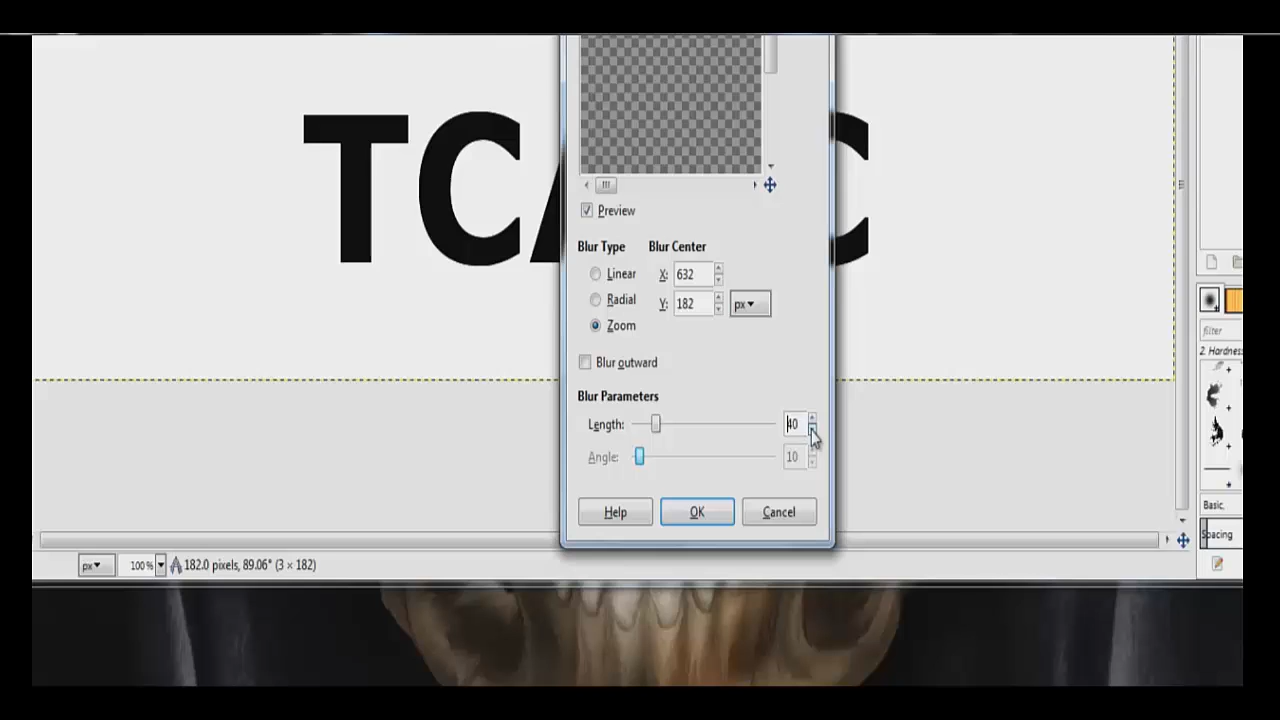 TCA C
Preview
Blur Type Blur Center
Linear X: 632
Radial Y: 182 px
Zoom
Blur outward
filter
2. Hardness
Blur Parameters
Length: 40
Angle: 10
Help OK Cancel
Basic,
Spacing
px 100 % 182.0 pixels, 89.06° (3 × 182)